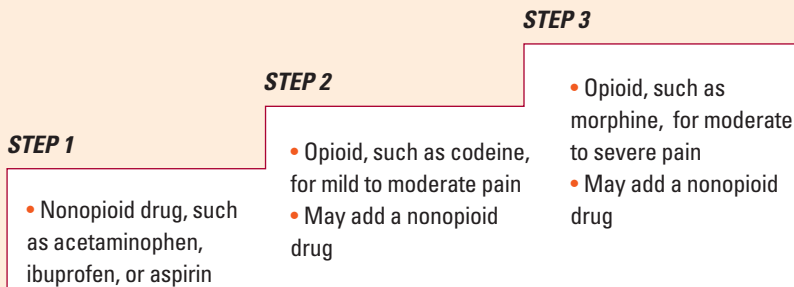 STEP 1
• Nonopioid drug, such
as acetaminophen,
ibuprofen, or aspirin
STEP 2
• Opioid, such as codeine,
for mild to moderate pain
• May add a nonopioid
drug
STEP 3
• Opioid, such as
morphine, for moderate
to severe pain
• May add a nonopioid
drug